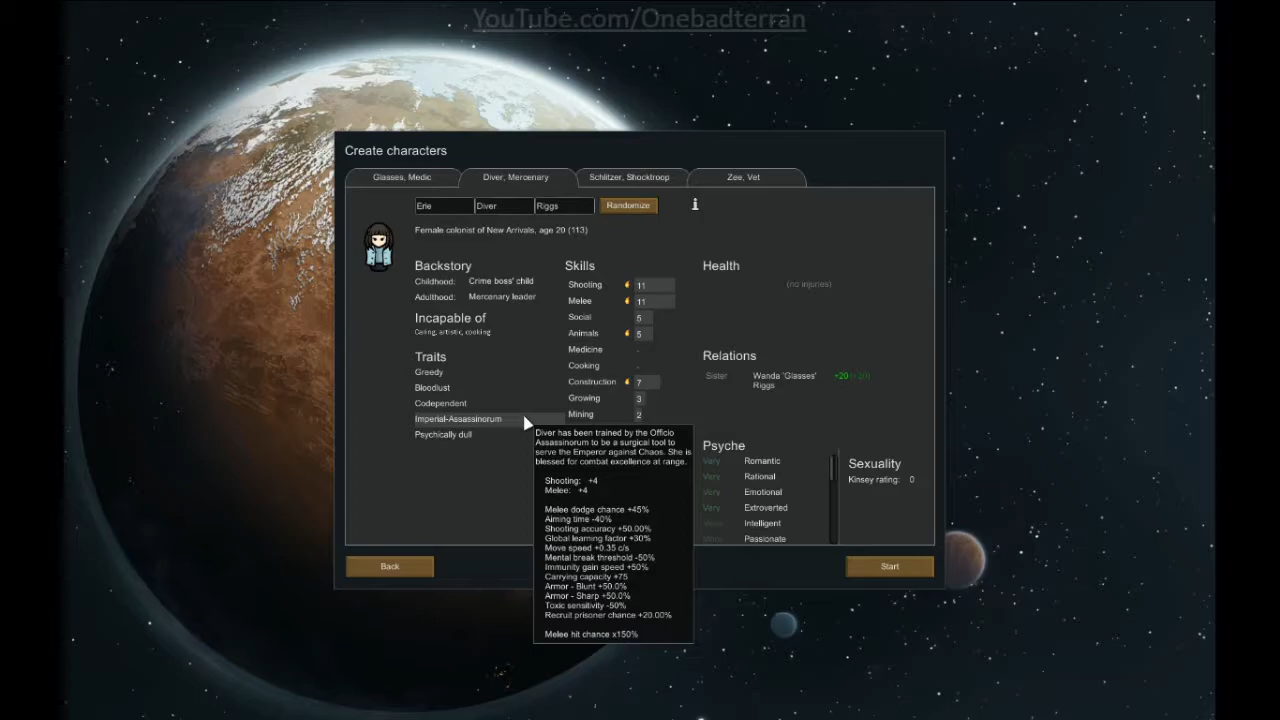 YouTube.com/Onebadterran
Create characters
Glasses, Medic
Diver, Mercenary
Schlitzer, Shocktroop
Zee, Vet
Erie
Diver
Riggs
Randomize
Female colonist of New Arrivals, age 20 (113)
Backstory
Childhood: Crime boss' child
Adulthood: Mercenary leader
Incapable of
Caring, artistic, cooking
Traits
Greedy
Bloodlust
Codependent
Imperial-Assassinorum
Psychically dull
Skills
Shooting 11
Melee 11
Social 5
Animals 5
Medicine -
Cooking -
Construction 7
Growing 3
Mining 2
Diver has been trained by the Officio
Assassinorum to be a surgical tool to
serve the Emperor against Chaos. She is
blessed for combat excellence at range.
Shooting: +4
Melee: +4
Melee dodge chance +45%
Aiming time -40%
Shooting accuracy +50.00%
Global learning factor +30%
Move speed +0.35 c/s
Mental break threshold -50%
Immunity gain speed +50%
Carrying capacity +75
Armor - Blunt +50.0%
Armor - Sharp +50.0%
Toxic sensitivity -50%
Recruit prisoner chance +20.00%
Melee hit chance x150%
Health
(no injuries)
Relations
Sister Wanda 'Glasses' +20 (+20)
Riggs
Psyche
Very Romantic
Very Rational
Very Emotional
Very Extroverted
Intelligent
Passionate
Sexuality
Kinsey rating: 0
Back
Start